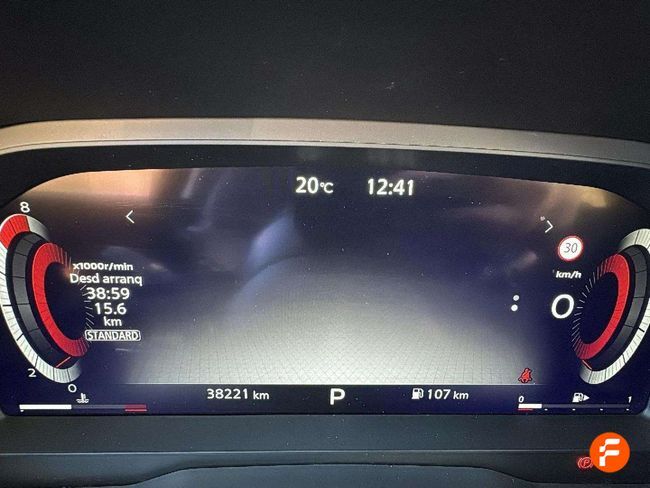 20°C 12:41
8
30
x1000r/min
km/h
Desd arranq
38:59
0
15.6
km
STANDARD
2 0
38221 km P 107 km 0 1